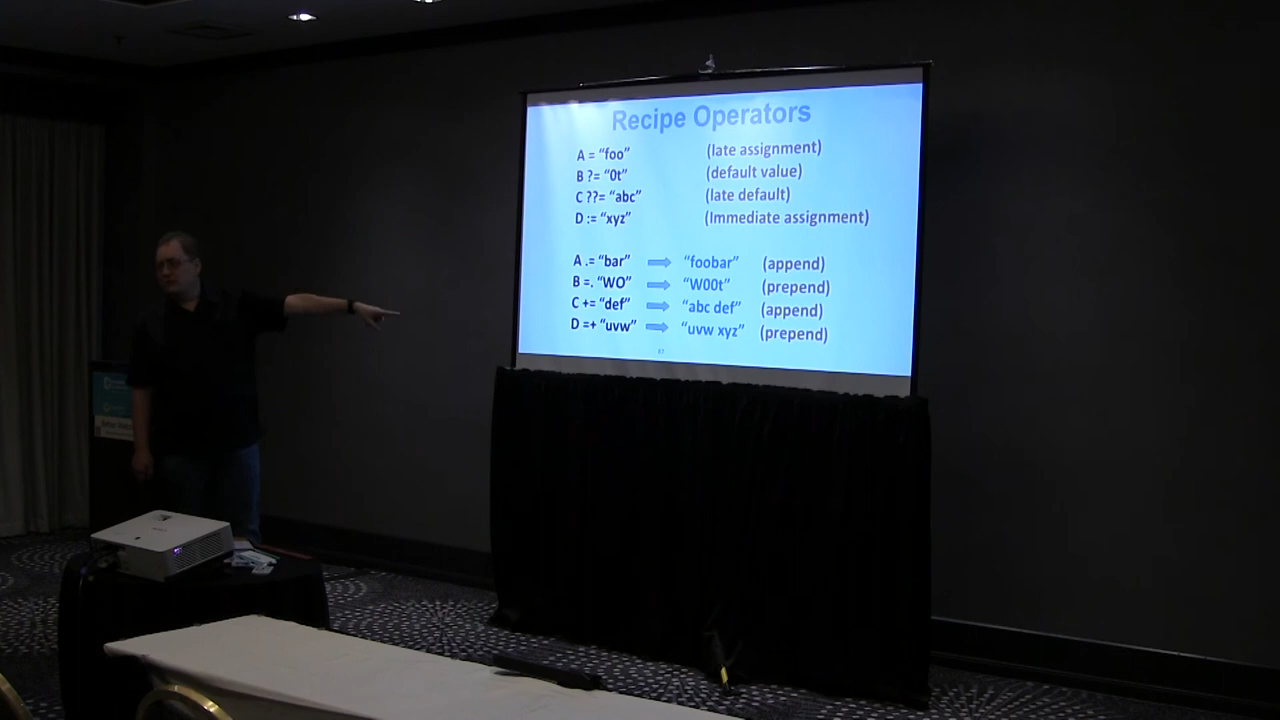 Recipe Operators
A = “foo” (late assignment)
B ?= “0t” (default value)
C ??= “abc” (late default)
D := “xyz” (Immediate assignment)
A .= “bar” “foobar” (append)
B =. “WO” “W00t” (prepend)
C += “def” “abc def” (append)
D =+ “uvw” “uvw xyz” (prepend)